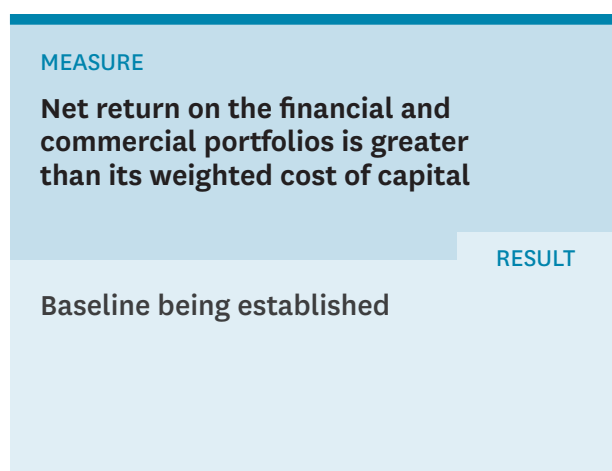 MEASURE
Net return on the financial and
commercial portfolios is greater
than its weighted cost of capital
RESULT
Baseline being established